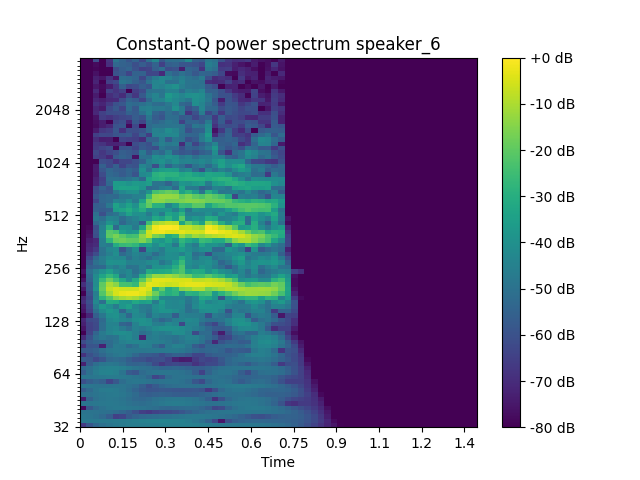 Constant-Q power spectrum speaker_6
Hz
2048
1024
512
256
128
64
32
0 0.15 0.3 0.45 0.6 0.75 0.9 1.1 1.2 1.4
Time
+0 dB
-10 dB
-20 dB
-30 dB
-40 dB
-50 dB
-60 dB
-70 dB
-80 dB